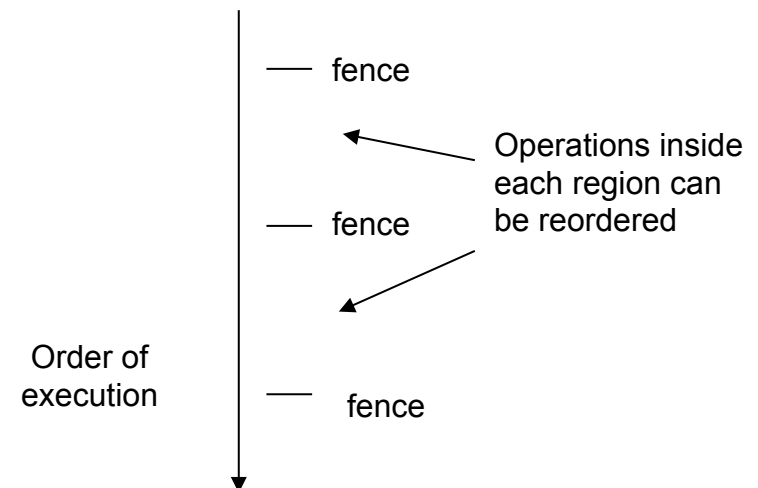 fence
Operations inside
each region can
be reordered
fence
Order of
execution
fence